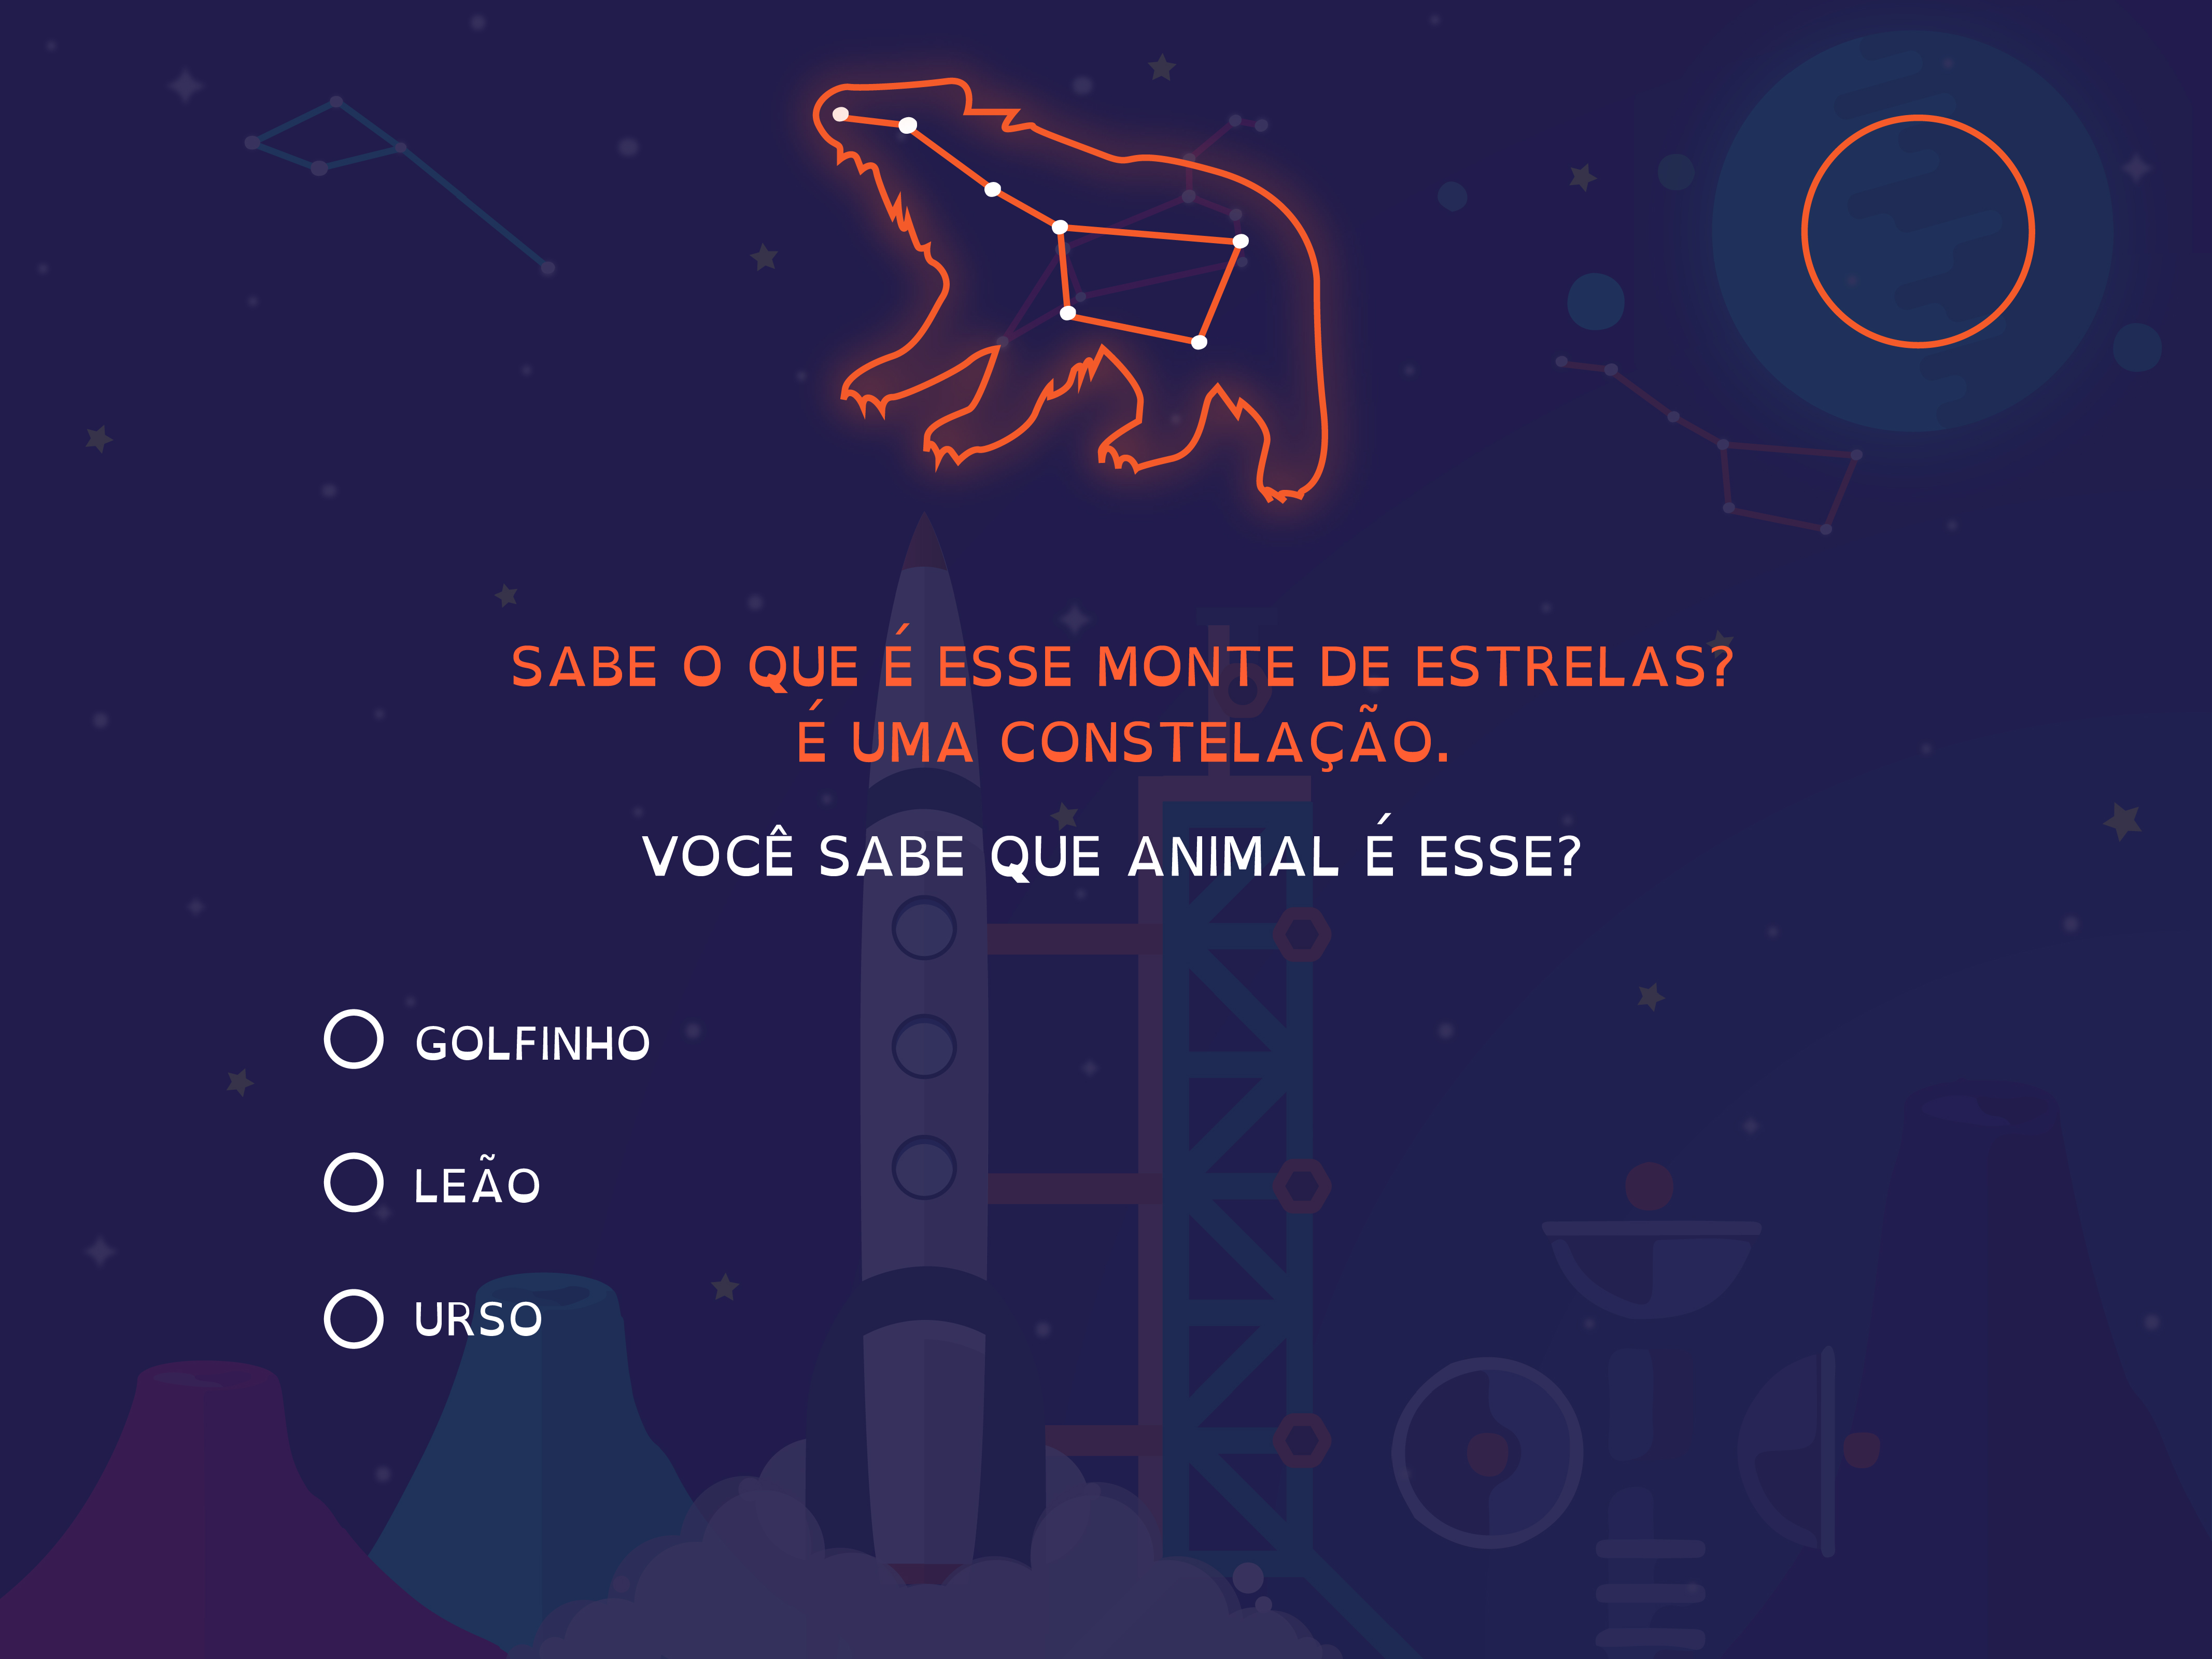 SABE O QUE É ESSE MONTE DE ESTRELAS?
É UMA CONSTELAÇÃO.
VOCÊ SABE QUE ANIMAL É ESSE?
GOLFINHO
LEÃO
URSO